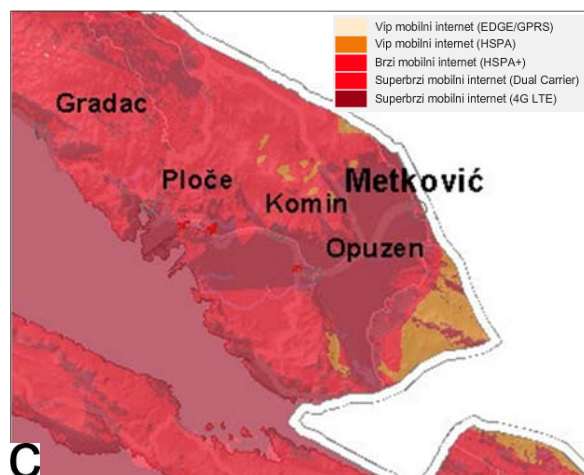 Vip mobilni internet (EDGE/GPRS)
Vip mobilni internet (HSPA)
Brzi mobilni internet (HSPA+)
Superbrzi mobilni internet (Dual Carrier)
Superbrzi mobilni internet (4G LTE)
Gradac
Ploče
Metković
Komin
Opuzen
C